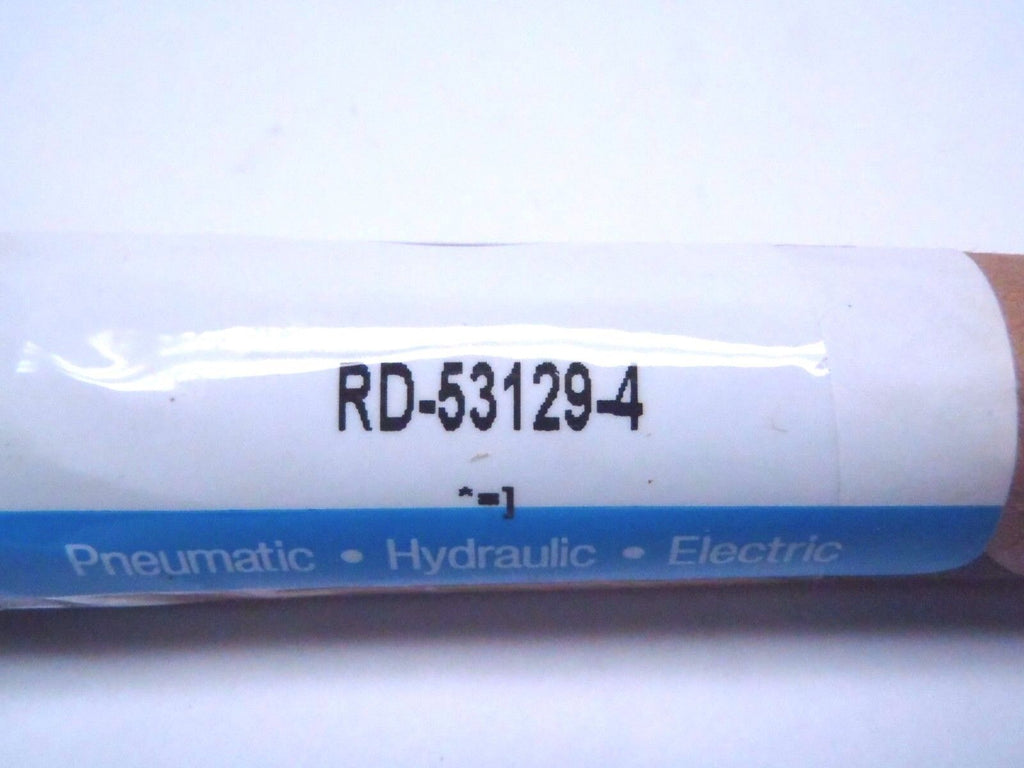 RD-53129-4
*=]
Pneumatic • Hydraulic • Electric